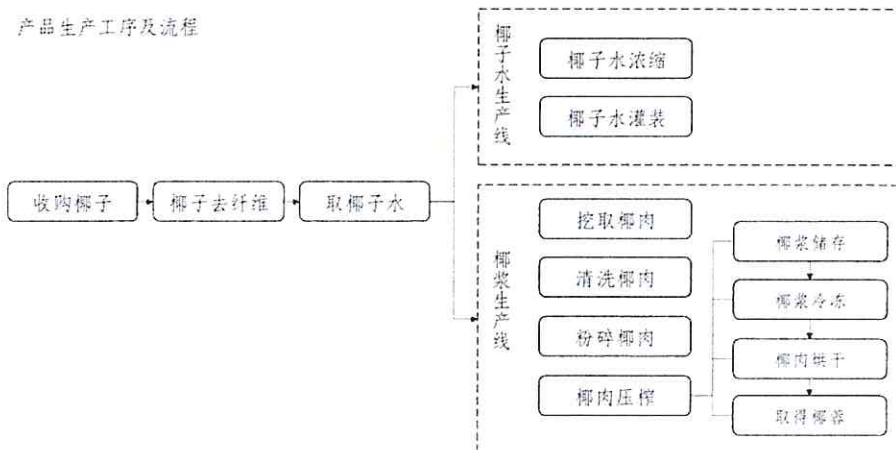 产品生产工序及流程
椰子水生产线
椰子水浓缩
椰子水灌装
收购椰子
椰子去纤维
取椰子水
椰浆生产线
挖取椰肉
清洗椰肉
粉碎椰肉
椰肉压榨
椰浆储存
椰浆冷冻
椰肉烘干
取得椰蓉